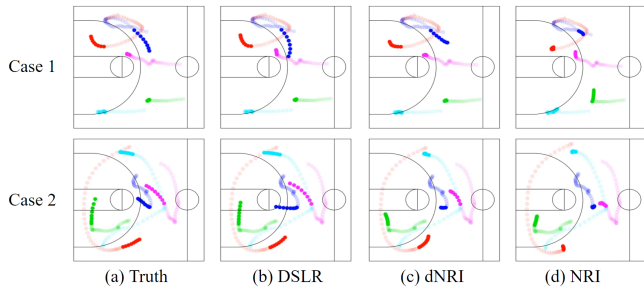 Case 1
Case 2
(a) Truth
(b) DSLR
(c) dNRI
(d) NRI